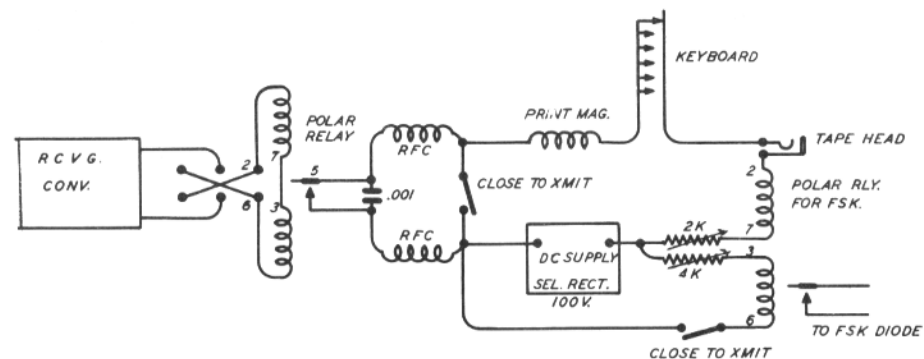 RCVG.
CONV.
2
6
7
3
POLAR
RELAY
5
.001
RFC
RFC
CLOSE TO XMIT
PRINT MAG.
KEYBOARD
TAPE HEAD
2
POLAR RLY.
FOR FSK.
7
2K
4K
3
6
DC SUPPLY
SEL. RECT.
100V.
CLOSE TO XMIT
TO FSK DIODE